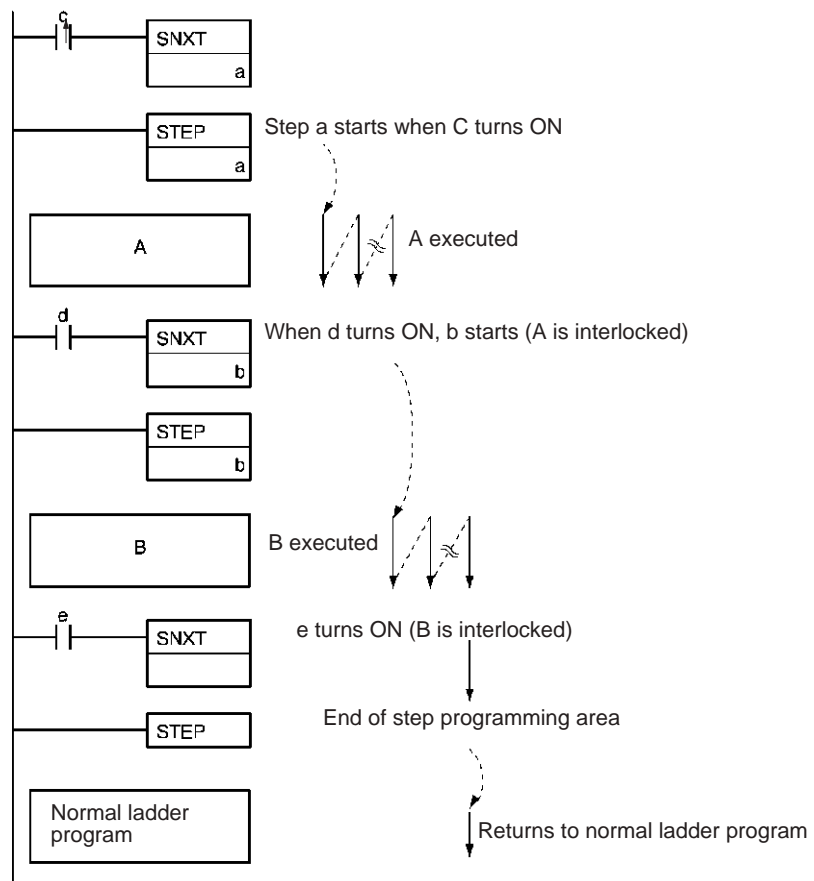 c
SNXT
a
STEP
Step a starts when C turns ON
a
A
A executed
d
SNXT
When d turns ON, b starts (A is interlocked)
b
STEP
b
B
B executed
e
SNXT
e turns ON (B is interlocked)
End of step programming area
STEP
Normal ladder
program
Returns to normal ladder program